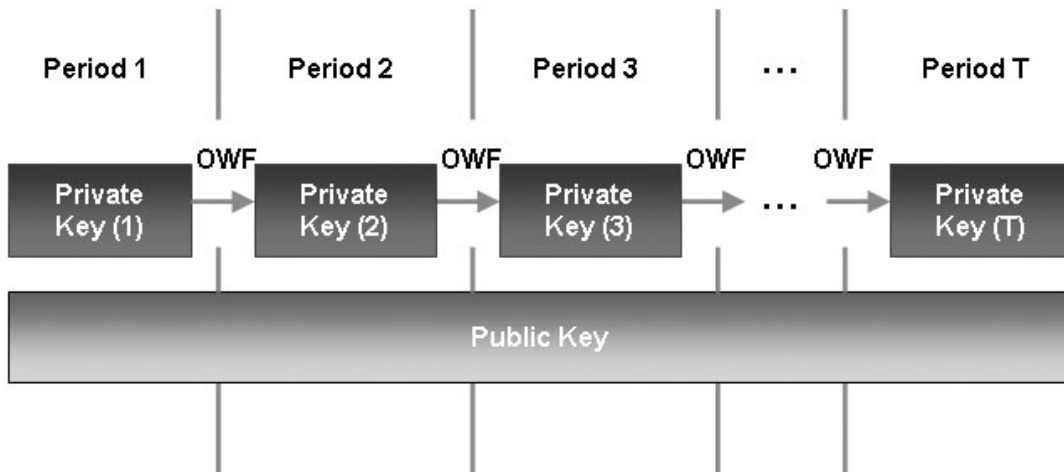 Period 1 Period 2 Period 3 ... Period T
OWF OWF OWF OWF
Private Private Private ... Private
Key (1) Key (2) Key (3) Key (T)
Public Key